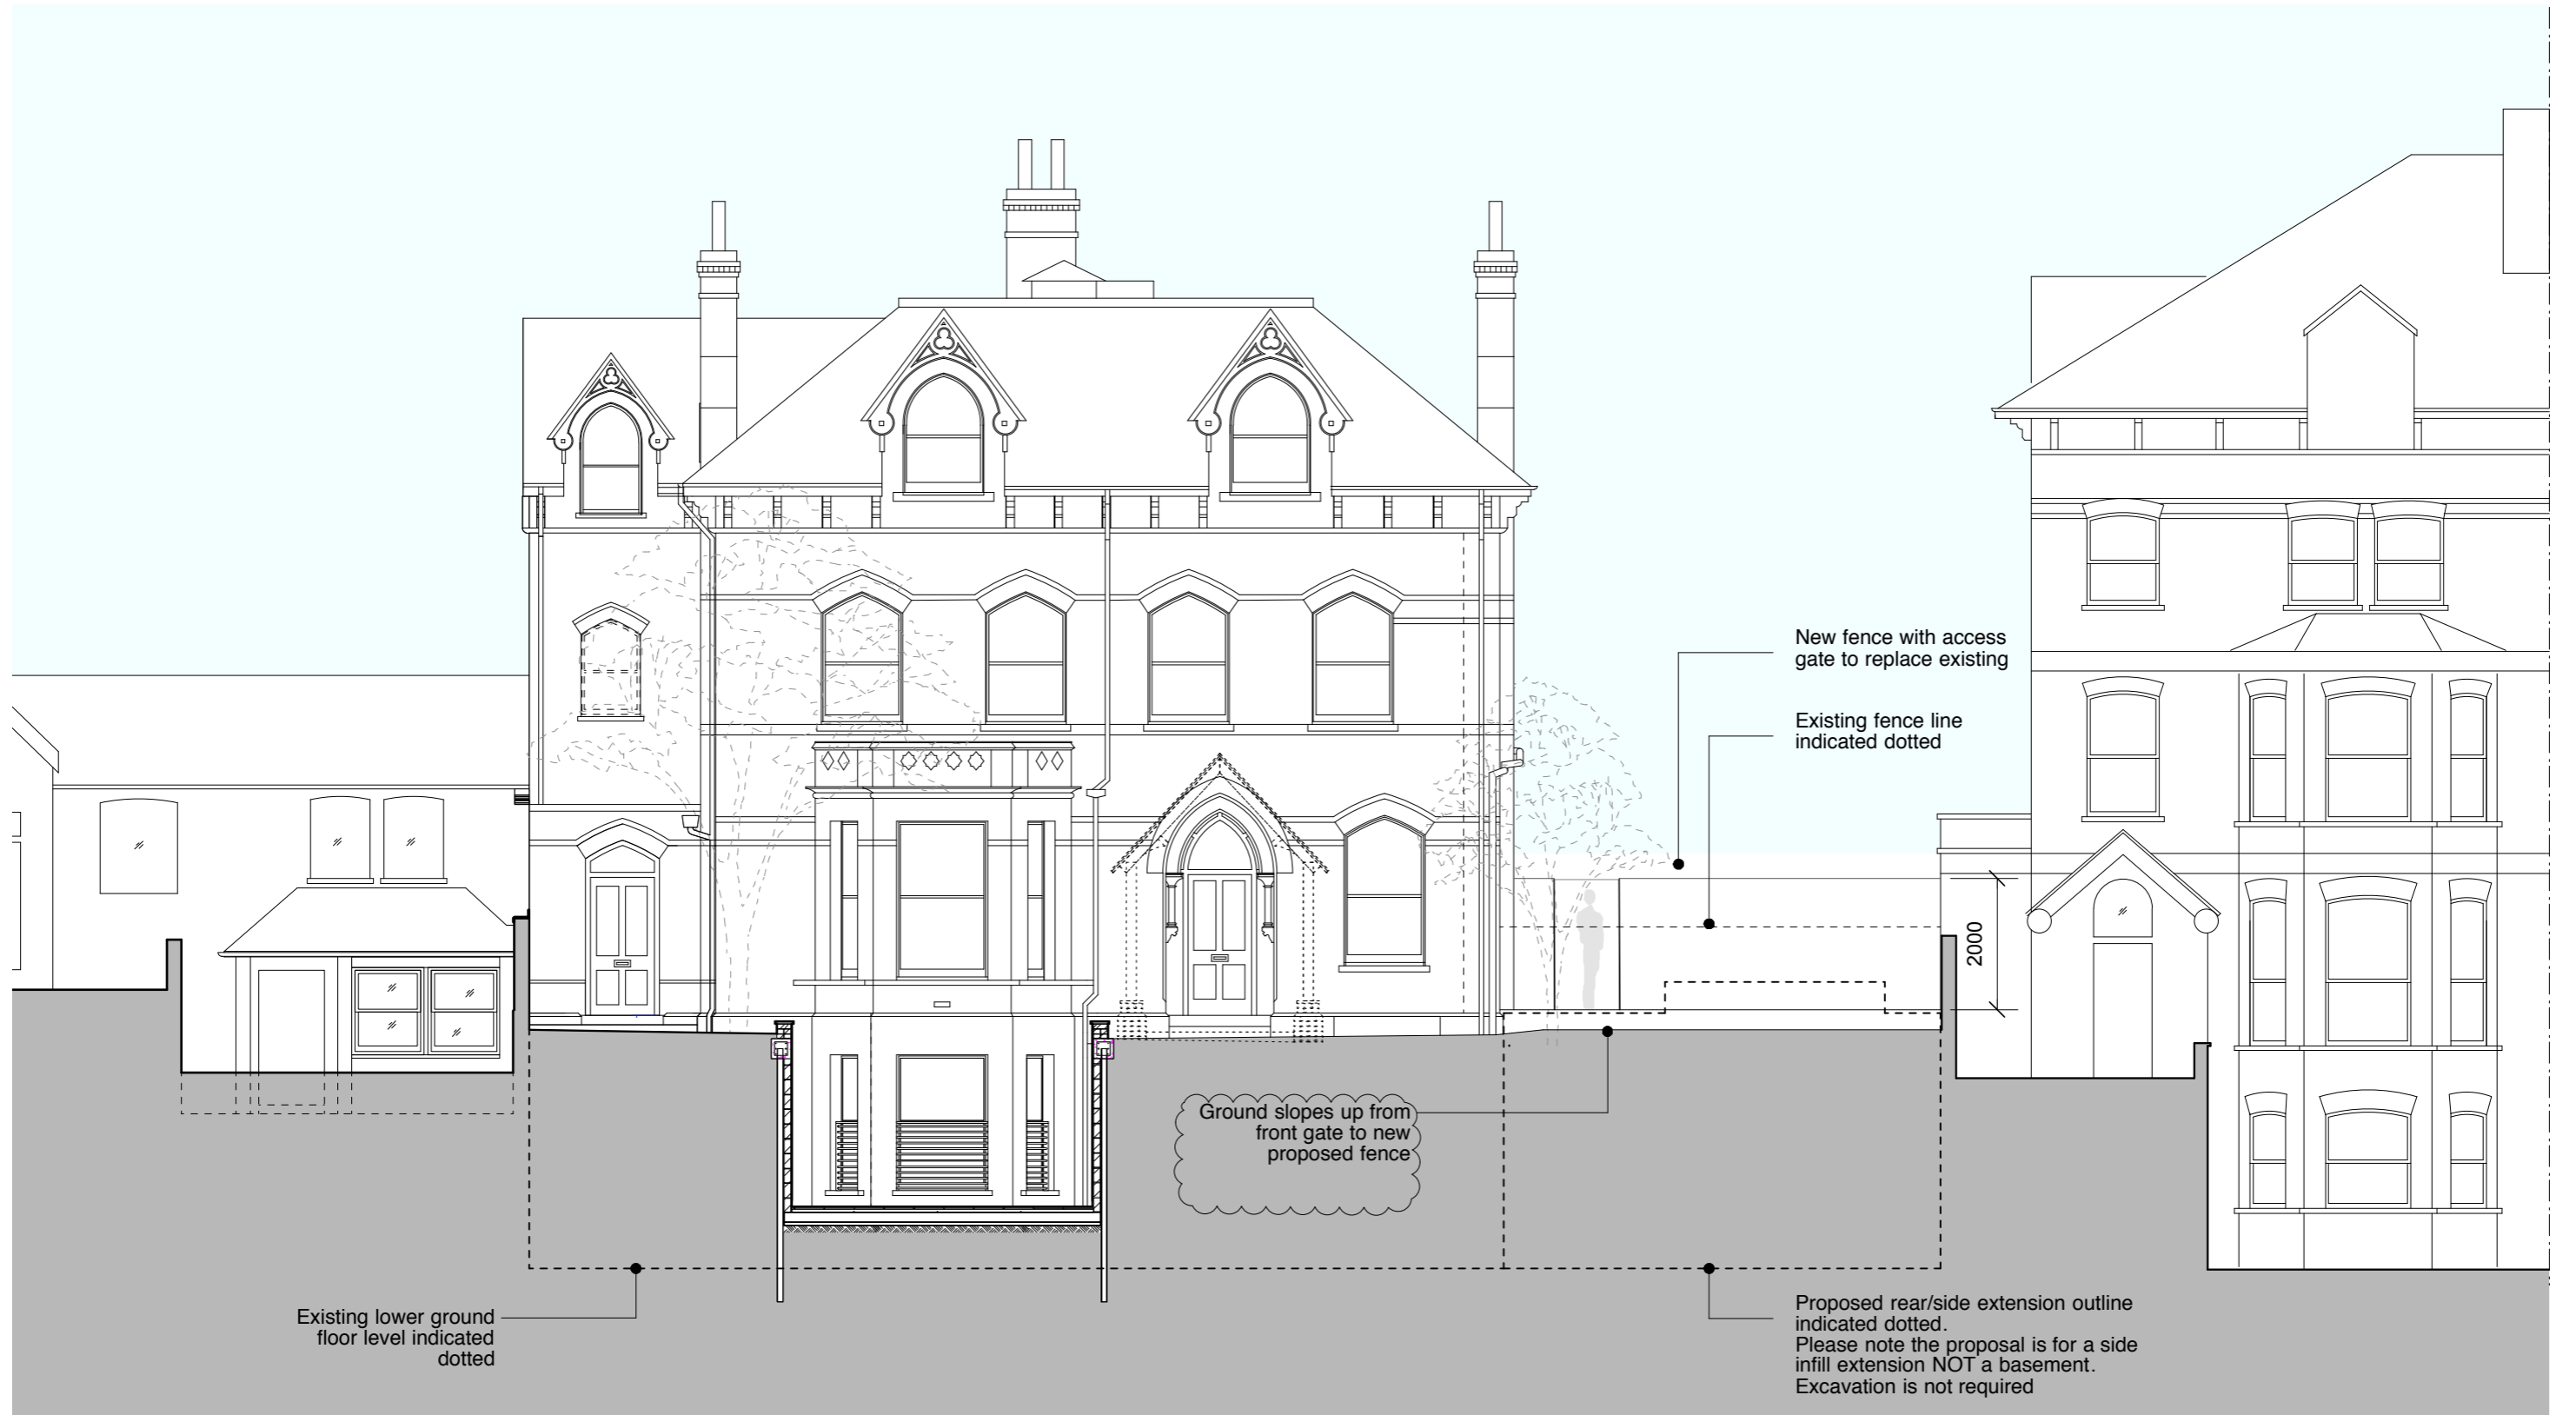 New fence with access
gate to replace existing
Existing fence line
indicated dotted
2000
Ground slopes up from
front gate to new
proposed fence
Existing lower ground
floor level indicated
dotted
Proposed rear/side extension outline
indicated dotted.
Please note the proposal is for a side
infill extension NOT a basement.
Excavation is not required